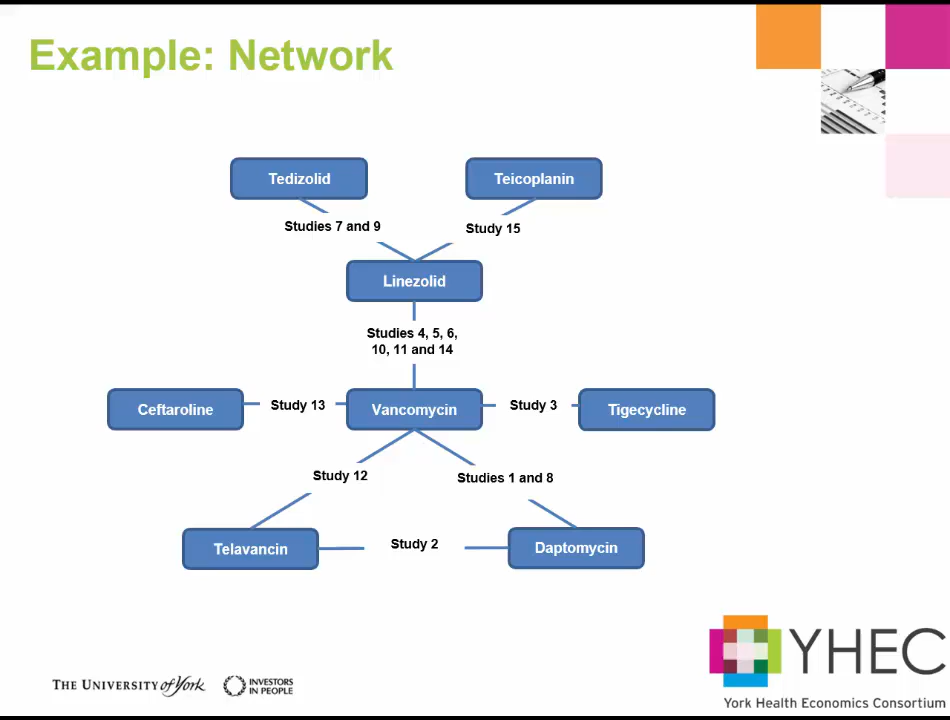 Example: Network
Tedizolid
Teicoplanin
Studies 7 and 9
Study 15
Linezolid
Studies 4, 5, 6,
10, 11 and 14
Ceftaroline
Study 13
Vancomycin
Study 3
Tigecycline
Study 12
Studies 1 and 8
Telavancin
Study 2
Daptomycin
THE UNIVERSITY of York
INVESTORS
IN PEOPLE
YHEC
York Health Economics Consortium